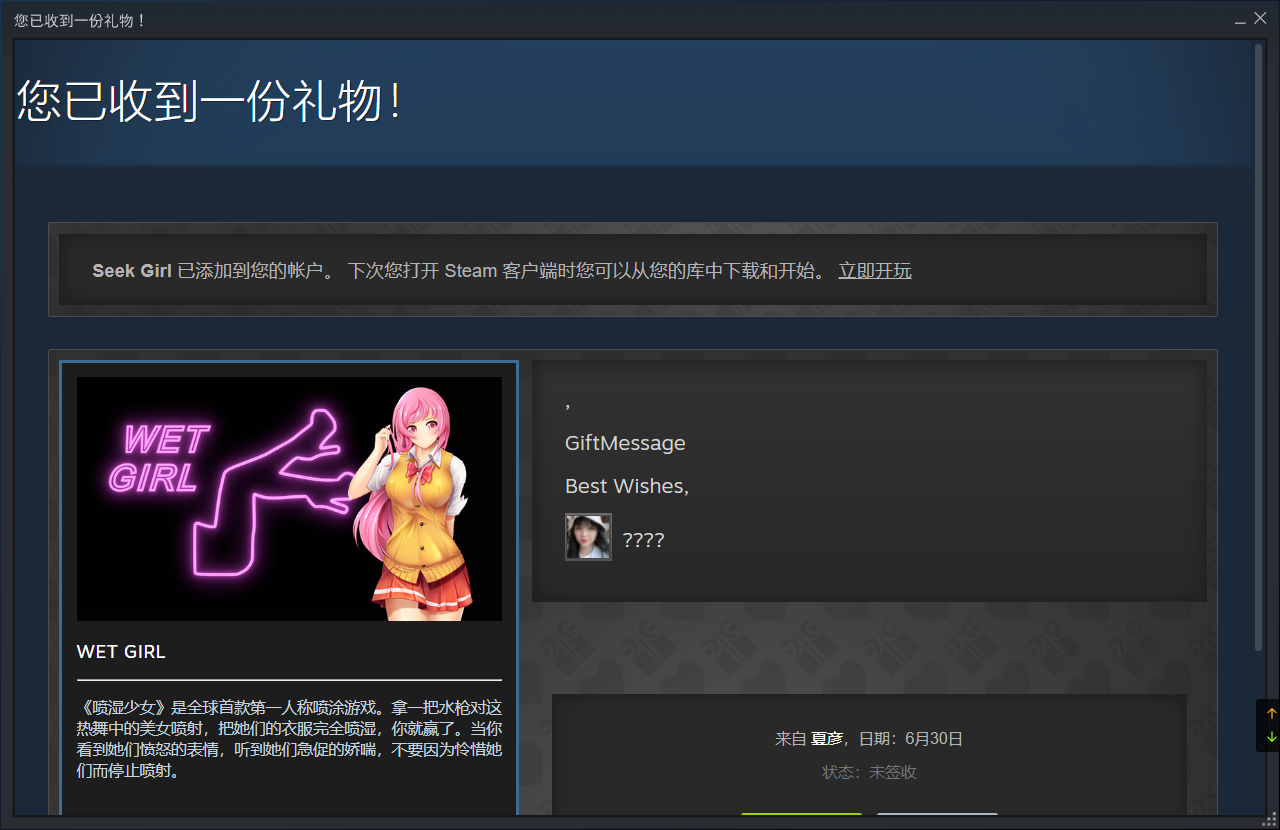 您已收到一份礼物！
您已收到一份礼物！
Seek Girl 已添加到您的帐户。 下次您打开 Steam 客户端时您可以从您的库中下载和开始。 立即开玩
WET
GIRL
WET GIRL
《喷湿少女》是全球首款第一人称喷涂游戏。拿一把水枪对这
热舞中的美女喷射，把她们的衣服完全喷湿，你就赢了。当你
看到她们愤怒的表情，听到她们急促的娇喘，不要因为怜惜她
们而停止喷射。
,
GiftMessage
Best Wishes,
????
来自 夏彦，日期：6月30日
状态：未签收